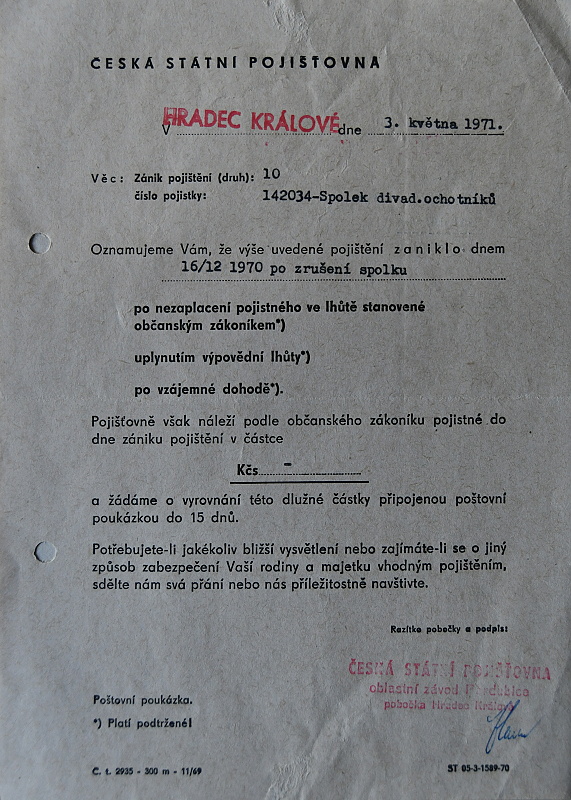 ČESKÁ STÁTNÍ POJIŠŤOVNA
V HRADEC KRÁLOVÉ dne 3. května 1971.
Věc: Zánik pojištění (druh): 10
číslo pojistky: 142034-Spolek divad.ochotníků
Oznamujeme Vám, že výše uvedené pojištění zaniklo dnem
16/12 1970 po zrušení spolku
po nezaplacení pojistného ve lhůtě stanovené
občanským zákoníkem*)
uplynutím výpovědní lhůty*)
po vzájemné dohodě*).
Pojišťovně však náleží podle občanského zákoníku pojistné do
dne zániku pojištění v částce
Kčs -
a žádáme o vyrovnání této dlužné částky připojenou poštovní
poukázkou do 15 dnů.
Potřebujete-li jakékoliv bližší vysvětlení nebo zajímáte-li se o jiný
způsob zabezpečení Vaší rodiny a majetku vhodným pojištěním,
sdělte nám svá přání nebo nás příležitostně navštivte.
Razítko pobočky a podpis:
ČESKÁ STÁTNÍ POJIŠŤOVNA
oblastní závod Pardubice
pobočka Hradec Králové
Poštovní poukázka.
*) Platí podtržené!
Č. t. 2935 - 300 m - 11/69
ST 05-3-1589-70